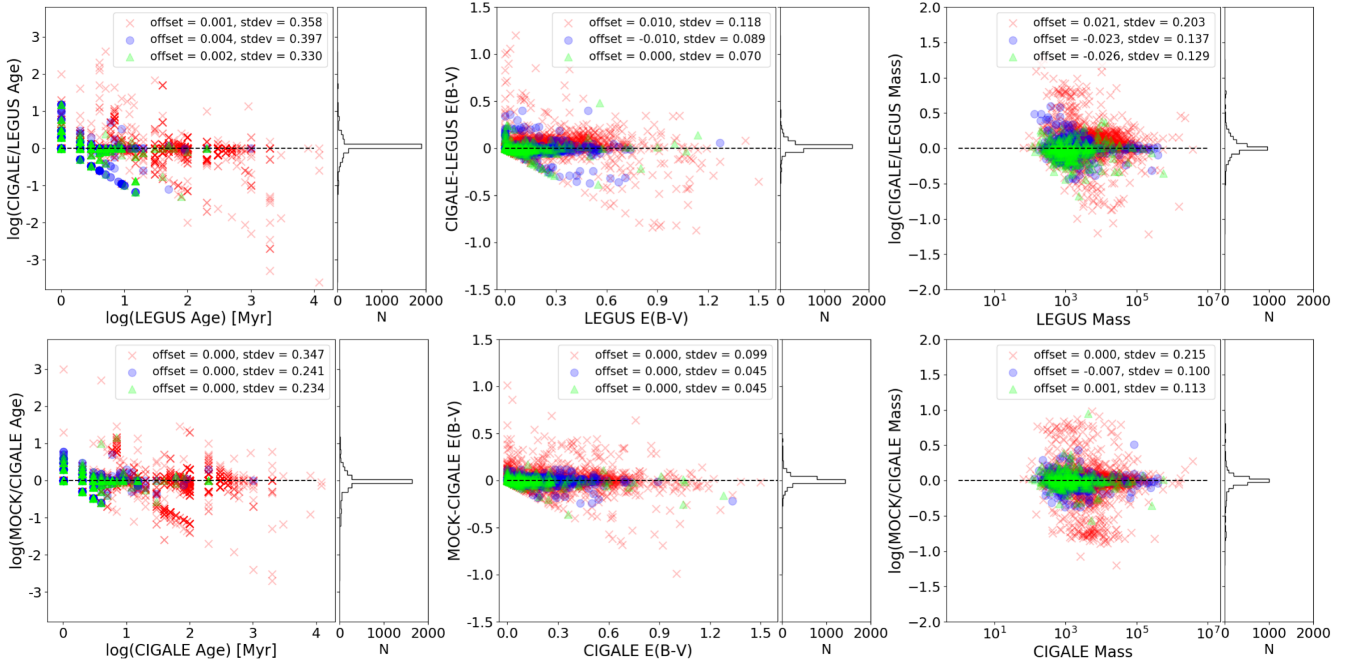 offset = 0.001, stdev = 0.358
offset = 0.004, stdev = 0.397
offset = 0.002, stdev = 0.330
log(CIGALE/LEGUS Age)
3
2
1
0
-1
-2
-3
0 1 2 3 4
log(LEGUS Age) [Myr]
0 1000 2000
N
offset = 0.010, stdev = 0.118
offset = -0.010, stdev = 0.089
offset = 0.000, stdev = 0.070
CIGALE-LEGUS E(B-V)
1.5
1.0
0.5
0
-0.5
-1.0
-1.5
0.0 0.3 0.6 0.9 1.2 1.5
LEGUS E(B-V)
0 1000 2000
N
offset = 0.021, stdev = 0.203
offset = -0.023, stdev = 0.137
offset = -0.026, stdev = 0.129
log(CIGALE/LEGUS Mass)
2.0
1.5
1.0
0.5
0.0
−0.5
−1.0
−1.5
−2.0
10¹ 10³ 10⁵ 10⁷
LEGUS Mass
0 1000 2000
N
offset = 0.000, stdev = 0.347
offset = 0.000, stdev = 0.241
offset = 0.000, stdev = 0.234
log(MOCK/CIGALE Age)
3
2
1
0
-1
-2
-3
0 1 2 3 4
log(CIGALE Age) [Myr]
0 1000 2000
N
offset = 0.000, stdev = 0.099
offset = 0.000, stdev = 0.045
offset = 0.000, stdev = 0.045
MOCK-CIGALE E(B-V)
1.5
1.0
0.5
0
-0.5
-1.0
-1.5
0.0 0.3 0.6 0.9 1.2 1.5
CIGALE E(B-V)
0 1000 2000
N
offset = 0.000, stdev = 0.215
offset = -0.007, stdev = 0.100
offset = 0.001, stdev = 0.113
log(MOCK/CIGALE Mass)
2.0
1.5
1.0
0.5
0.0
−0.5
−1.0
−1.5
−2.0
10¹ 10³ 10⁵ 10⁷
CIGALE Mass
0 1000 2000
N